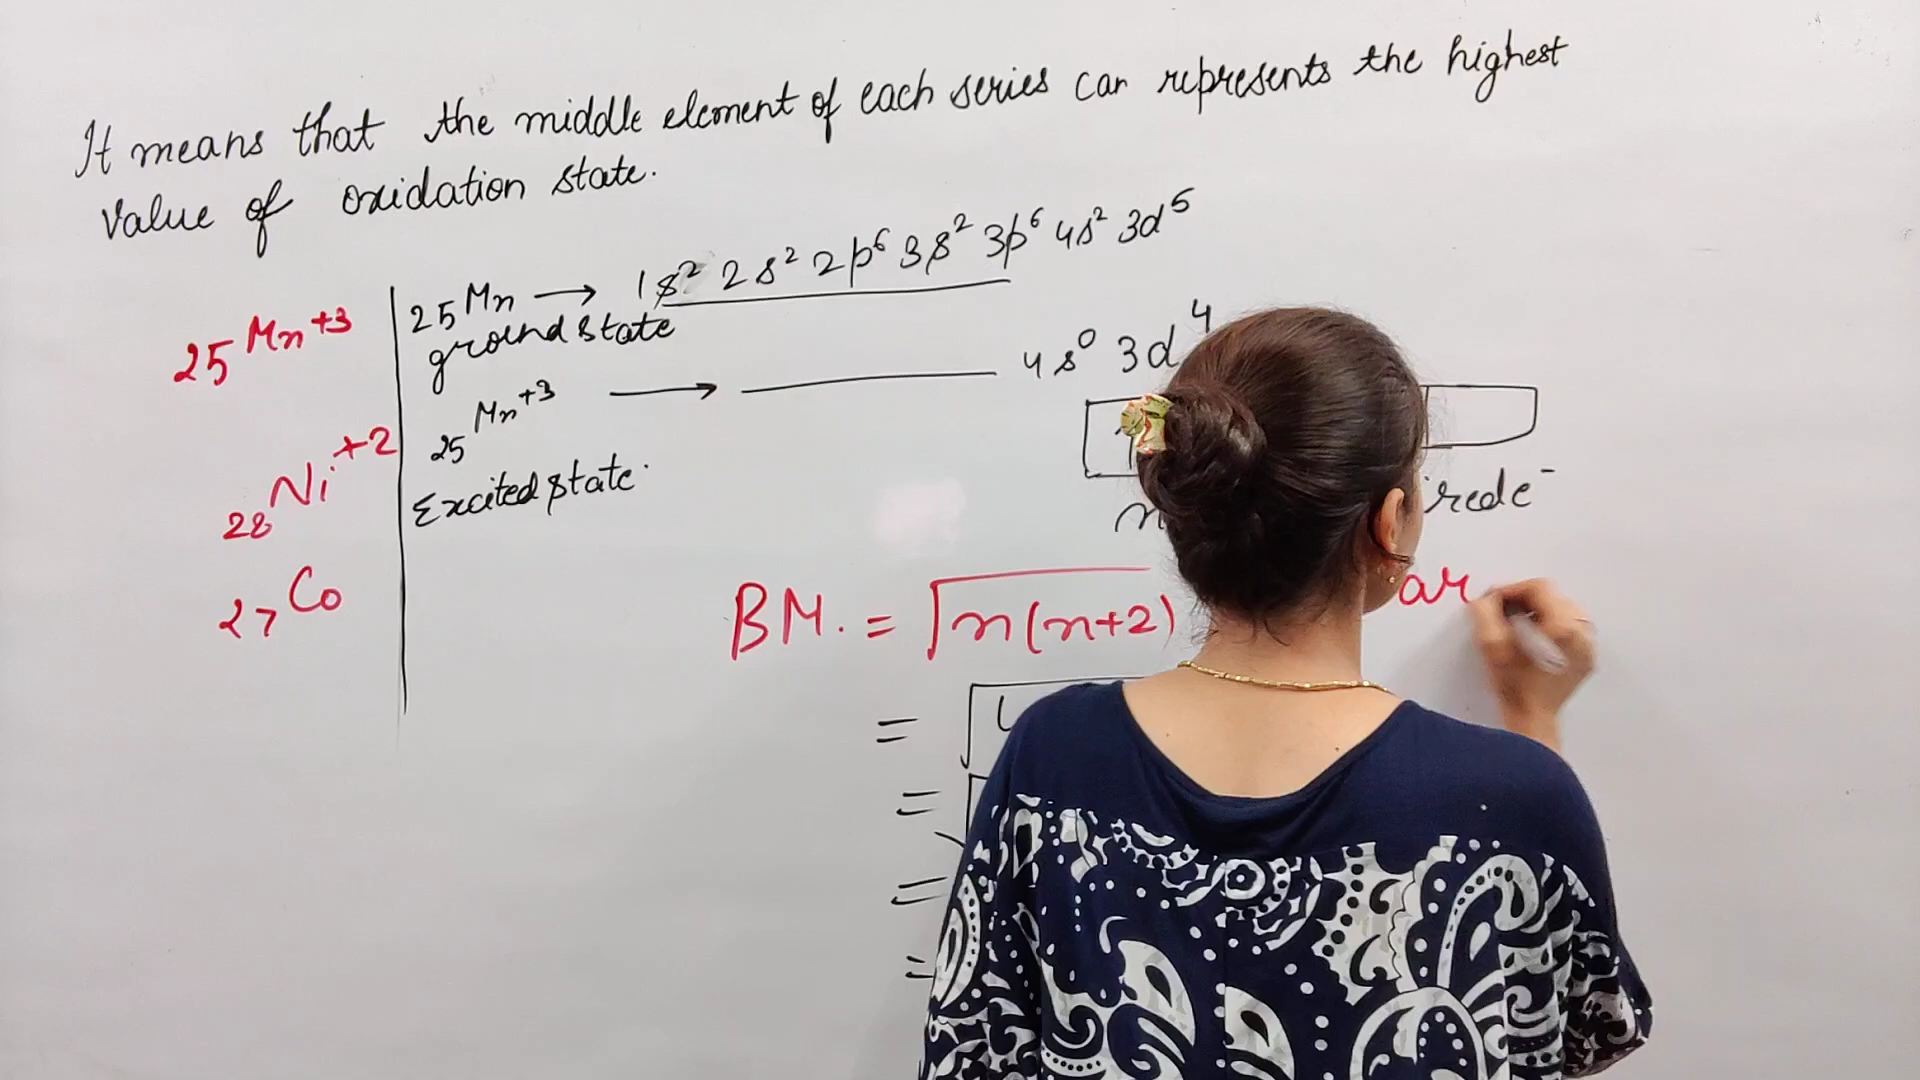 It means that the middle element of each series can represents the highest
value of oxidation state.
25 Mn+3
28 Ni+2
27 Co
25 Mn → 1s² 2s² 2p⁶ 3s² 3p⁶ 4s² 3d⁵
ground state
25 Mn+3 → ______ 4s⁰ 3d⁴
Excited state.
BM. = √n(n+2)
=
=
=
=